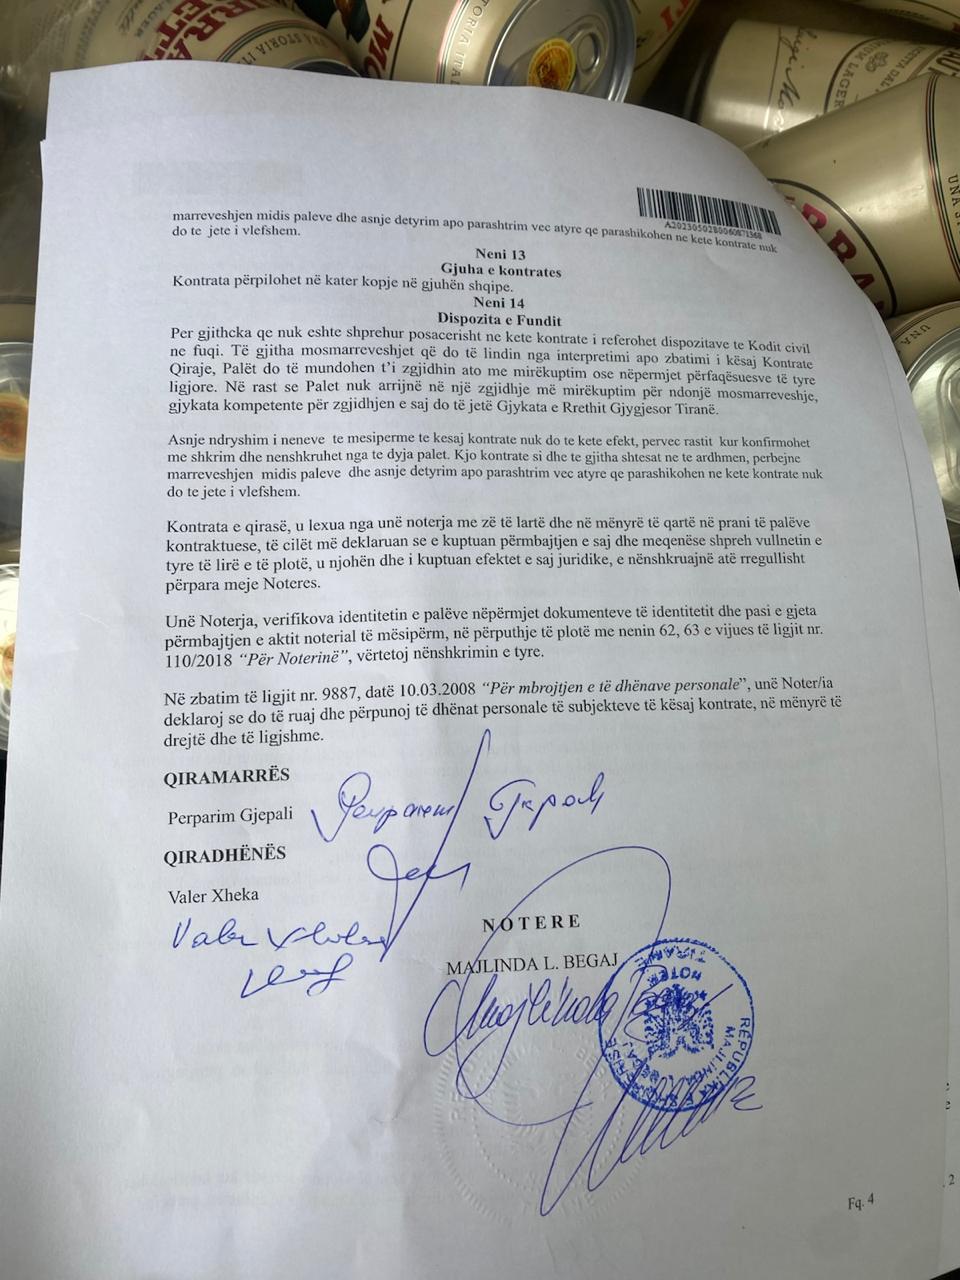 A20230502800060871368
marreveshjen midis paleve dhe asnje detyrim apo parashtrim vec atyre qe parashikohen ne kete kontrate nuk
do te jete i vlefshem.
Neni 13
Gjuha e kontrates
Kontrata përpilohet në kater kopje në gjuhën shqipe.
Neni 14
Dispozita e Fundit
Per gjithcka qe nuk eshte shprehur posacerisht ne kete kontrate i referohet dispozitave te Kodit civil
ne fuqi. Të gjitha mosmarreveshjet që do të lindin nga interpretimi apo zbatimi i kësaj Kontrate
Qiraje, Palët do të mundohen t'i zgjidhin ato me mirëkuptim ose nëpermjet përfaqësuesve të tyre
ligjore. Në rast se Palet nuk arrijnë në një zgjidhje më mirëkuptim për ndonjë mosmarreveshje,
gjykata kompetente për zgjidhjen e saj do të jetë Gjykata e Rrethit Gjygjesor Tiranë.
Asnje ndryshim i neneve te mesiperme te kesaj kontrate nuk do te kete efekt, pervec rastit kur konfirmohet
me shkrim dhe nenshkruhet nga te dyja palet. Kjo kontrate si dhe te gjitha shtesat ne te ardhmen, perbejne
marreveshjen midis paleve dhe asnje detyrim apo parashtrim vec atyre qe parashikohen ne kete kontrate nuk
do te jete i vlefshem.
Kontrata e qirasë, u lexua nga unë noterja me zë të lartë dhe në mënyrë të qartë në prani të palëve
kontraktuese, të cilët më deklaruan se e kuptuan përmbajtjen e saj dhe meqenëse shpreh vullnetin e
tyre të lirë e të plotë, u njohën dhe i kuptuan efektet e saj juridike, e nënshkruajnë atë rregullisht
përpara meje Noteres.
Unë Noterja, verifikova identitetin e palëve nëpërmjet dokumenteve të identitetit dhe pasi e gjeta
përmbajtjen e aktit noterial të mësipërm, në përputhje të plotë me nenin 62, 63 e vijues të ligjit nr.
110/2018 "Për Noterinë", vërtetoj nënshkrimin e tyre.
Në zbatim të ligjit nr. 9887, datë 10.03.2008 "Për mbrojtjen e të dhënave personale", unë Noter/ia
deklaroj se do të ruaj dhe përpunoj të dhënat personale të subjekteve të kësaj kontrate, në mënyrë të
drejtë dhe të ligjshme.
QIRAMARRËS
Perparim Gjepali
QIRADHËNËS
Valer Xheka
NOTERE
MAJLINDA L. BEGAJ
Fq. 4